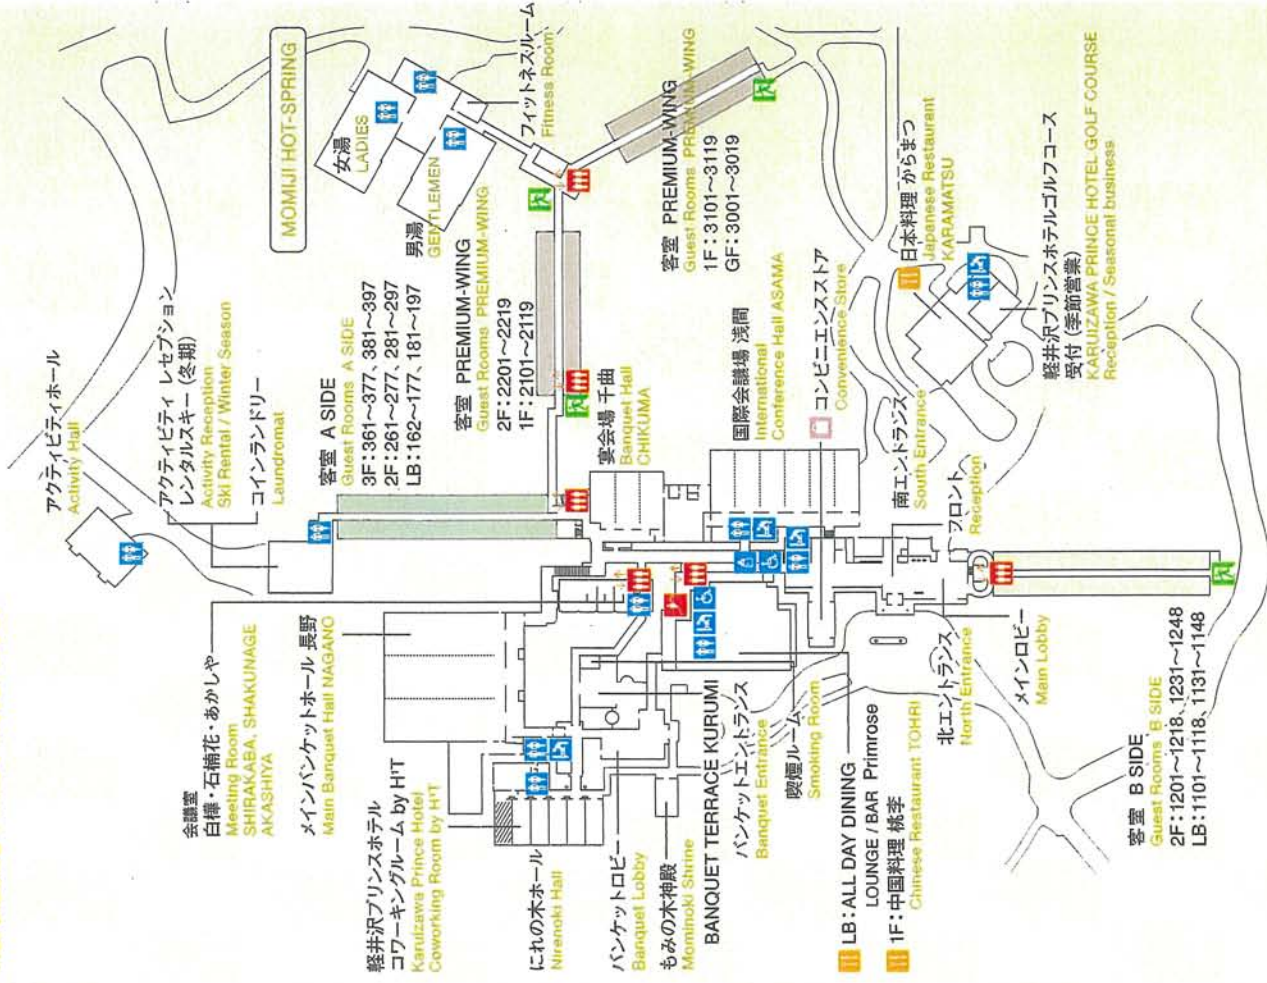 アクティビティホール
Activity Hall
アクティビティ レセプション
レンタルスキー (冬期)
Activity Reception
Ski Rental / Winter Season
コインランドリー
Laundromat
MOMIJI HOT-SPRING
会議室
白樺・石楠花・あかしや
Meeting Room
SHIRAKABA, SHAKUNAGE
AKASHIYA
メインバンケットホール 長野
Main Banquet Hall NAGANO
客室 A SIDE
Guest Rooms A SIDE
3F:361~377、381~397
2F:261~277、281~297
LB:162~177、181~197
女湯
LADIES
男湯
GENTLEMEN
フィットネスルーム
Fitness Room
軽井沢プリンスホテル
コワーキングルーム by H¹T
Karuizawa Prince Hotel
Coworking Room by H¹T
客室 PREMIUM-WING
Guest Rooms PREMIUM-WING
2F:2201~2219
1F:2101~2119
にれの木ホール
Nirenoki Hall
宴会場 千曲
Banquet Hall
CHIKUMA
バンケットロビー
Banquet Lobby
もみの木神殿
Mominoki Shrine
客室 PREMIUM-WING
Guest Rooms PREMIUM-WING
1F:3101~3119
GF:3001~3019
BANQUET TERRACE KURUMI
バンケットエントランス
Banquet Entrance
国際会議場 浅間
International
Conference Hall ASAMA
喫煙ルーム
Smoking Room
コンビニエンスストア
Convenience Store
LB:ALL DAY DINING
LOUNGE / BAR Primrose
1F:中国料理 桃李
Chinese Restaurant TOHRI
南エントランス
South Entrance
日本料理 からまつ
Japanese Restaurant
KARAMATSU
北エントランス
North Entrance
フロント
Reception
メインロビー
Main Lobby
軽井沢プリンスホテルゴルフコース
受付 (季節営業)
KARUIZAWA PRINCE HOTEL GOLF COURSE
Reception / Seasonal business
客室 B SIDE
Guest Rooms B SIDE
2F:1201~1218、1231~1248
LB:1101~1118、1131~1148